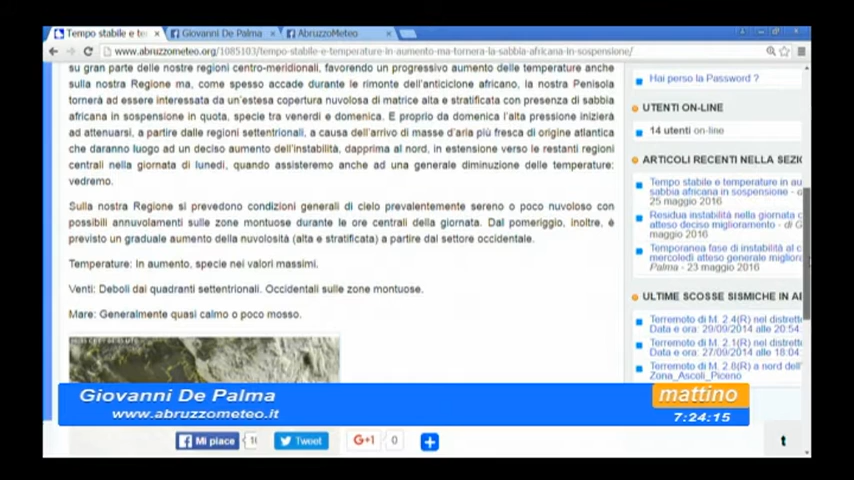 Tempo stabile e te
Giovanni De Palma
AbruzzoMeteo
www.abruzzometeo.org/1085103/tempo-stabile-e-temperature-in-aumento-ma-tornera-la-sabbia-africana-in-sospensione/
su gran parte delle nostre regioni centro-meridionali, favorendo un progressivo aumento delle temperature anche
sulla nostra Regione ma, come spesso accade durante le rimonte dell'anticiclone africano, la nostra Penisola
tornerà ad essere interessata da un'estesa copertura nuvolosa di matrice alta e stratificata con presenza di sabbia
africana in sospensione in quota, specie tra venerdì e domenica. E proprio da domenica l'alta pressione inizierà
ad attenuarsi, a partire dalle regioni settentrionali, a causa dell'arrivo di masse d'aria più fresca di origine atlantica
che daranno luogo ad un deciso aumento dell'instabilità, dapprima al nord, in estensione verso le restanti regioni
centrali nella giornata di lunedì, quando assisteremo anche ad una generale diminuzione delle temperature:
vedremo.
Sulla nostra Regione si prevedono condizioni generali di cielo prevalentemente sereno o poco nuvoloso con
possibili annuvolamenti sulle zone montuose durante le ore centrali della giornata. Dal pomeriggio, inoltre, è
previsto un graduale aumento della nuvolosità (alta e stratificata) a partire dal settore occidentale.
Temperature: In aumento, specie nei valori massimi.
Venti: Deboli dai quadranti settentrionali. Occidentali sulle zone montuose.
Mare: Generalmente quasi calmo o poco mosso.
Hai perso la Password ?
UTENTI ON-LINE
14 utenti on-line
ARTICOLI RECENTI NELLA SEZIO
Tempo stabile e temperature in au
sabbia africana in sospensione - d
25 maggio 2016
Residua instabilità nella giornata c
atteso deciso miglioramento - di G
maggio 2016
Temporanea fase di instabilità al c
mercoledì atteso generale migliora
Palma - 23 maggio 2016
ULTIME SCOSSE SISMICHE IN AB
Terremoto di M. 2.4(R) nel distrett
Data e ora: 29/09/2014 alle 20:54
Terremoto di M. 2.1(R) nel distrett
Data e ora: 27/09/2014 alle 18:04
Terremoto di M. 2.8(R) a nord dell'
Zona_Ascoli_Piceno
Giovanni De Palma
www.abruzzometeo.it
mattino
7:24:15
Mi piace
Tweet
G+1 0
t